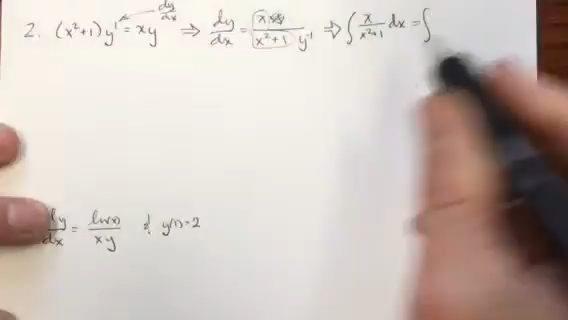 dy/dx
2. (x²+1) y' = xy ⇒ dy/dx = x / (x²+1) y⁻¹ ⇒ ∫ x/(x²+1) dx = ∫
dy/dx = ln(x)/xy & y(1)=2